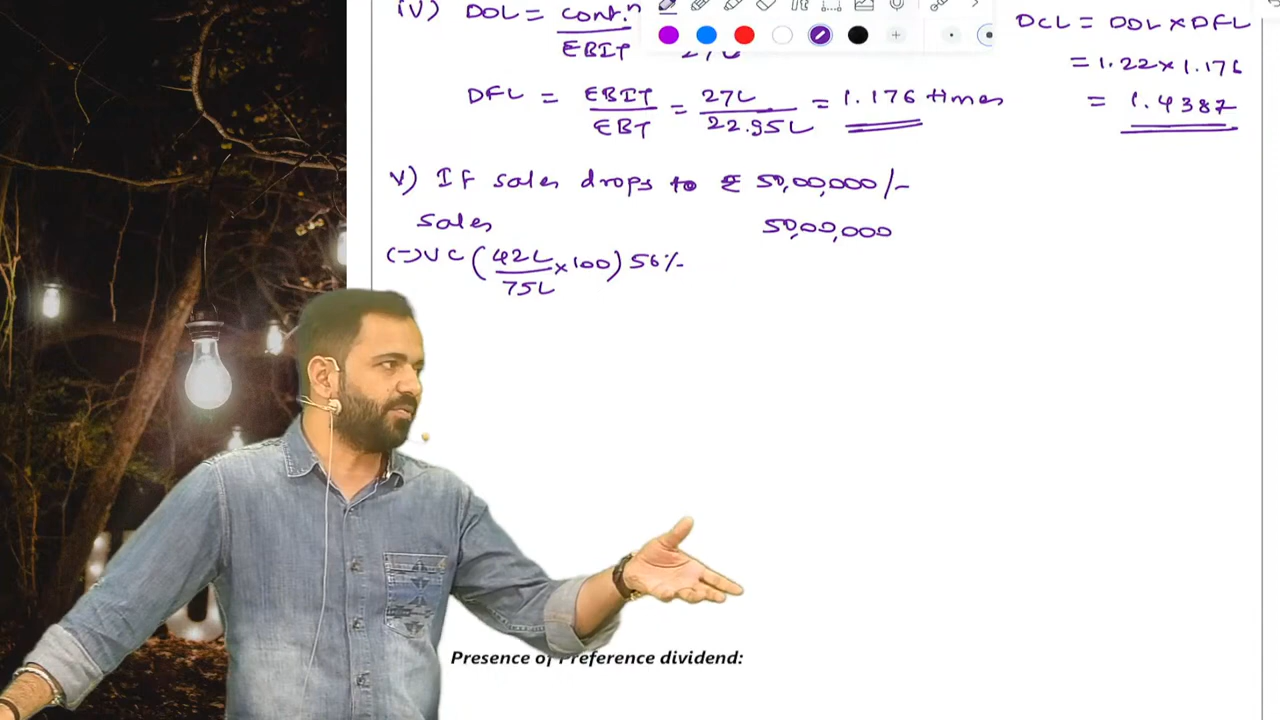 iv) DOL = cont.n
EBIT
DFL = EBIT = 27L = 1.176 times
EBT 22.95L
DCL = DOL x DFL
= 1.22 x 1.176
= 1.4387
v) If sales drops to ₹ 50,00,000/-
sales 50,00,000
(-) VC (42L x 100) 56%
75L
Presence of Preference dividend: